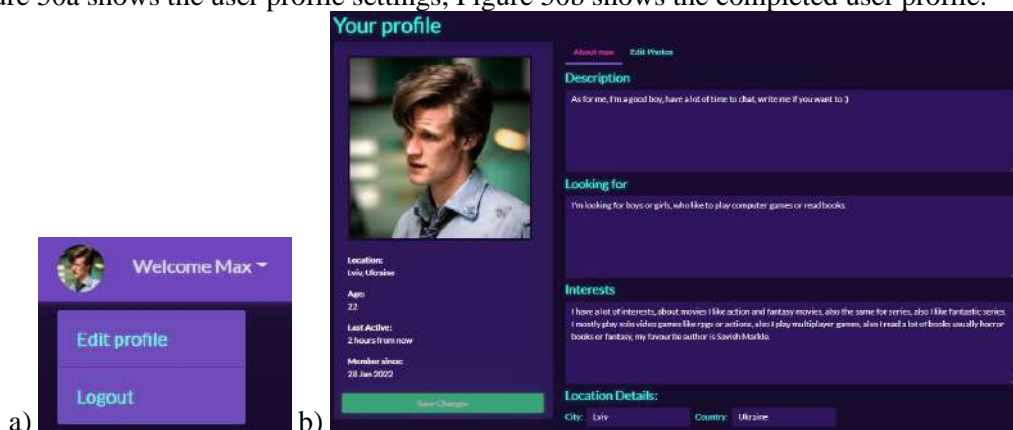 re 50a shows the user profile settings, Figure 50b shows the completed user profile.
Your profile
About max Edit Photos
Description
As for me, I'm a good boy, have a lot of time to chat, write me if you want to :)
Looking for
I'm looking for boys or girls, who like to play computer games or read books.
Location:
Lviv, Ukraine
Age:
22
Last Active:
2 hours from now
Member since:
28 Jan 2022
Save Changes
Interests
I have a lot of interests, about movies I like action and fantasy movies, also the same for series, also I like fantastic series.
I mostly play solo video games like rpgs or actions, also I play multiplayer games, also I read a lot of books usually horror
books or fantasy, my favourite author is Savish
Location Details:
City: Lviv Country: Ukraine
Welcome Max
Edit profile
Logout
a) b)